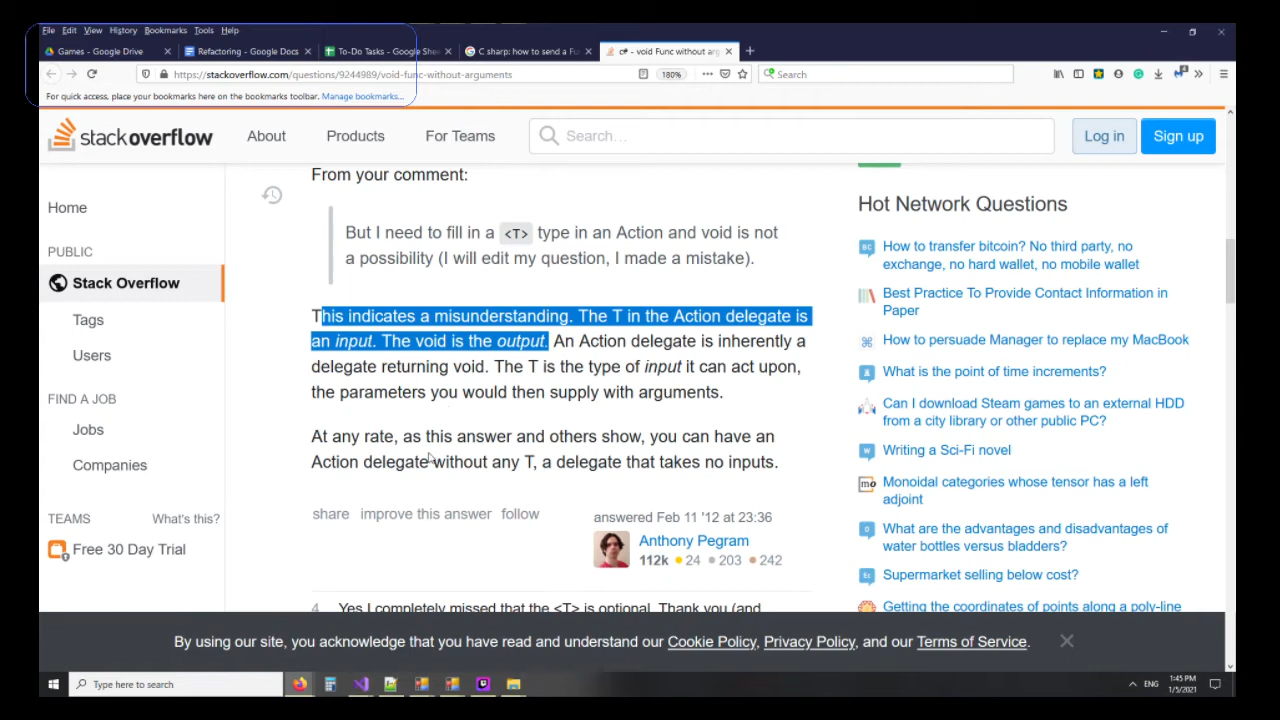 File Edit View History Bookmarks Tools Help
Games - Google Drive
Refactoring - Google Docs
To-Do Tasks - Google Shee
C sharp: how to send a Fu
c# - void Func without arg
https://stackoverflow.com/questions/9244989/void-func-without-arguments
180%
Search
For quick access, place your bookmarks here on the bookmarks toolbar. Manage bookmarks...
stackoverflow
About
Products
For Teams
Search...
Log in
Sign up
Home
PUBLIC
Stack Overflow
Tags
Users
FIND A JOB
Jobs
Companies
TEAMS
What's this?
Free 30 Day Trial
From your comment:
But I need to fill in a <T> type in an Action and void is not
a possibility (I will edit my question, I made a mistake).
This indicates a misunderstanding. The T in the Action delegate is
an input. The void is the output. An Action delegate is inherently a
delegate returning void. The T is the type of input it can act upon,
the parameters you would then supply with arguments.
At any rate, as this answer and others show, you can have an
Action delegate without any T, a delegate that takes no inputs.
share improve this answer follow
answered Feb 11 '12 at 23:36
Anthony Pegram
112k 24 203 242
4 Yes I completely missed that the <T> is optional. Thank you (and
Hot Network Questions
How to transfer bitcoin? No third party, no
exchange, no hard wallet, no mobile wallet
Best Practice To Provide Contact Information in
Paper
How to persuade Manager to replace my MacBook
What is the point of time increments?
Can I download Steam games to an external HDD
from a city library or other public PC?
Writing a Sci-Fi novel
Monoidal categories whose tensor has a left
adjoint
What are the advantages and disadvantages of
water bottles versus bladders?
Supermarket selling below cost?
Getting the coordinates of points along a poly-line
By using our site, you acknowledge that you have read and understand our Cookie Policy, Privacy Policy, and our Terms of Service.
Type here to search
ENG
1:45 PM
1/5/2021